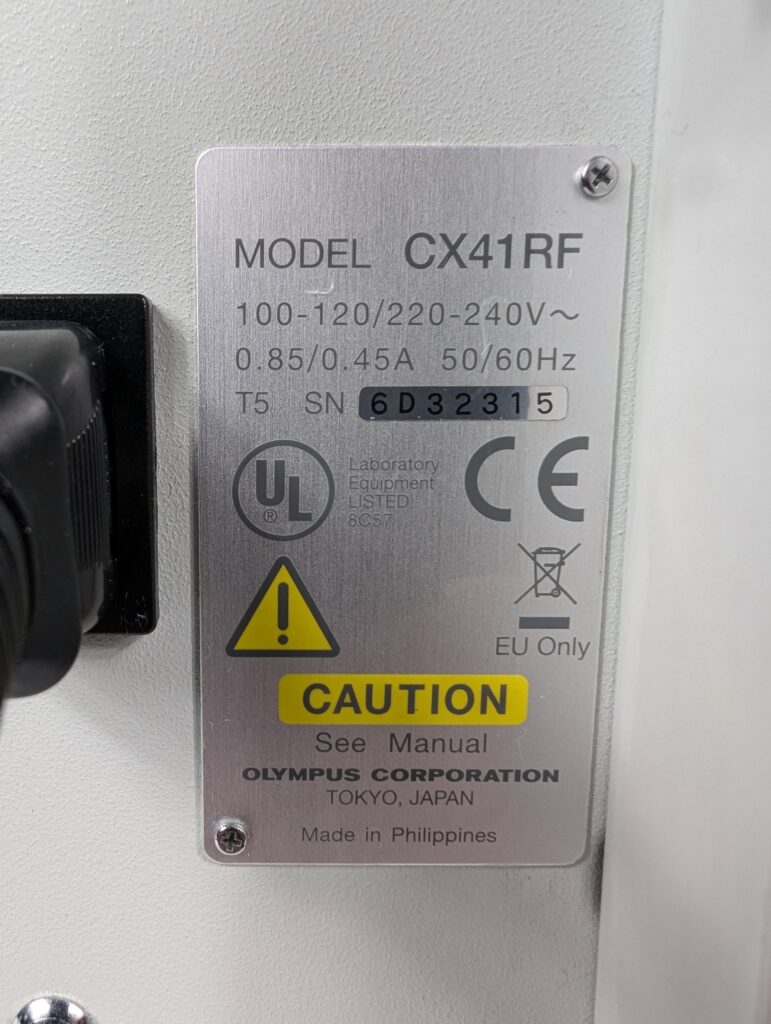 MODEL CX41RF
100-120/220-240V～
0.85/0.45A 50/60Hz
T5 SN 6D32315
UL
®
Laboratory
Equipment
LISTED
8C57
CE
EU Only
CAUTION
See Manual
OLYMPUS CORPORATION
TOKYO, JAPAN
Made in Philippines